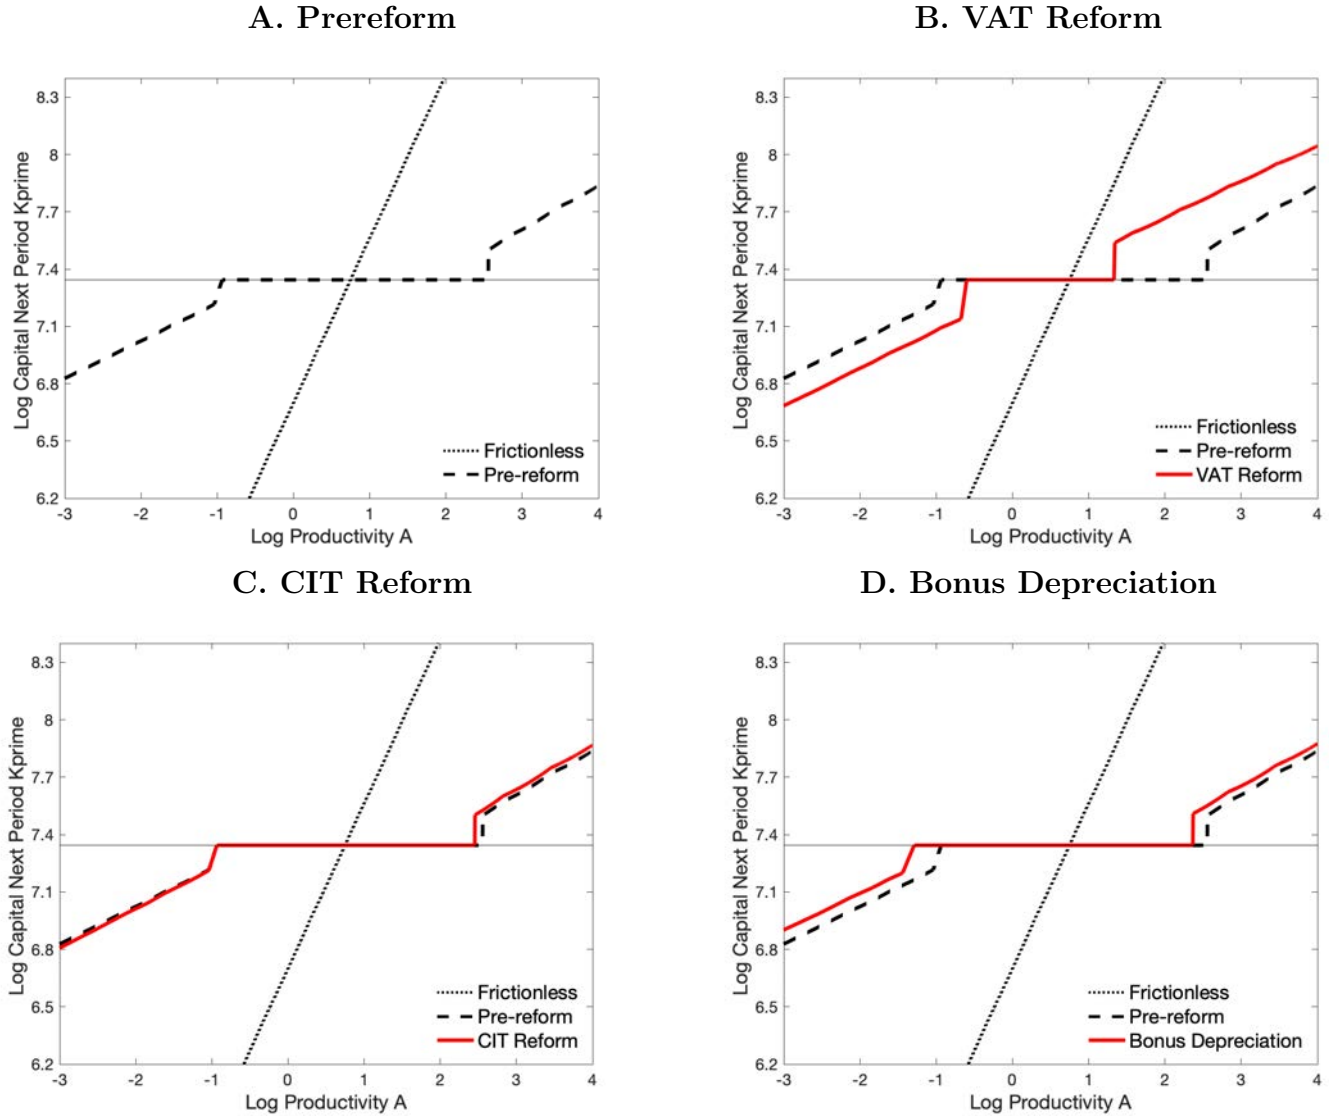 A. Prereform
Log Capital Next Period Kprime
8.3
8
7.7
7.4
7.1
6.8
6.5
6.2
Frictionless
Pre-reform
-3 -2 -1 0 1 2 3 4
Log Productivity A
B. VAT Reform
Log Capital Next Period Kprime
8.3
8
7.7
7.4
7.1
6.8
6.5
6.2
Frictionless
Pre-reform
VAT Reform
-3 -2 -1 0 1 2 3 4
Log Productivity A
C. CIT Reform
Log Capital Next Period Kprime
8.3
8
7.7
7.4
7.1
6.8
6.5
6.2
Frictionless
Pre-reform
CIT Reform
-3 -2 -1 0 1 2 3 4
Log Productivity A
D. Bonus Depreciation
Log Capital Next Period Kprime
8.3
8
7.7
7.4
7.1
6.8
6.5
6.2
Frictionless
Pre-reform
Bonus Depreciation
-3 -2 -1 0 1 2 3 4
Log Productivity A